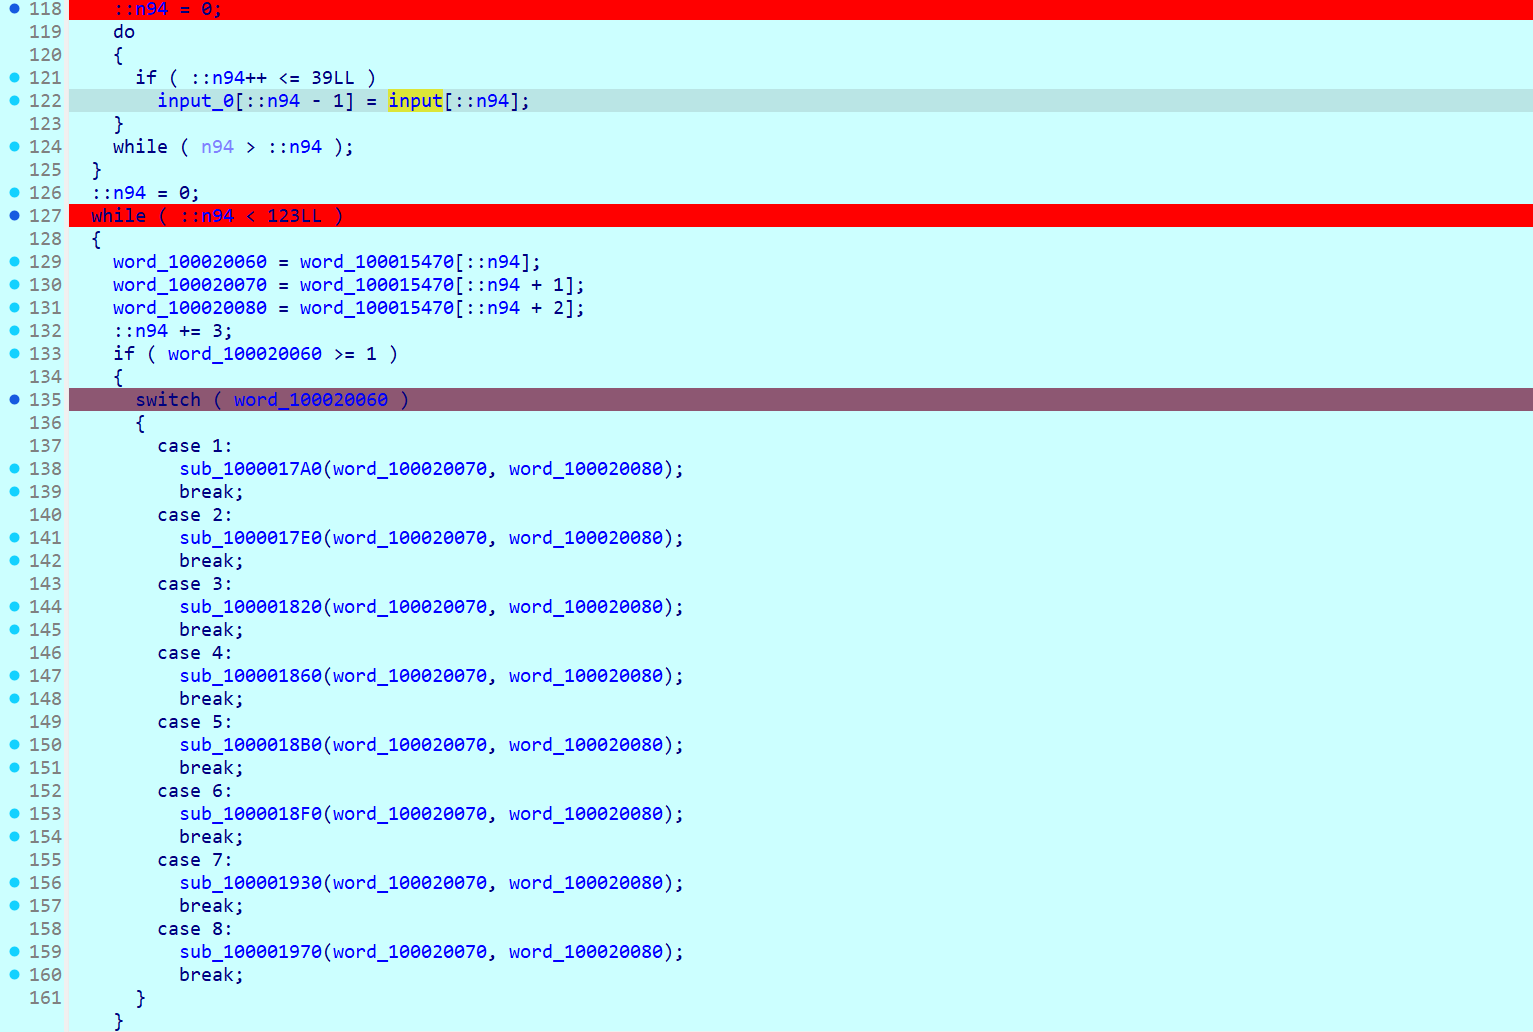 118 ::n94 = 0;
119 do
120 {
121 if ( ::n94++ <= 39LL )
122 input_0[::n94 - 1] = input[::n94];
123 }
124 while ( n94 > ::n94 );
125 }
126 ::n94 = 0;
127 while ( ::n94 < 123LL )
128 {
129 word_100020060 = word_100015470[::n94];
130 word_100020070 = word_100015470[::n94 + 1];
131 word_100020080 = word_100015470[::n94 + 2];
132 ::n94 += 3;
133 if ( word_100020060 >= 1 )
134 {
135 switch ( word_100020060 )
136 {
137 case 1:
138 sub_1000017A0(word_100020070, word_100020080);
139 break;
140 case 2:
141 sub_1000017E0(word_100020070, word_100020080);
142 break;
143 case 3:
144 sub_100001820(word_100020070, word_100020080);
145 break;
146 case 4:
147 sub_100001860(word_100020070, word_100020080);
148 break;
149 case 5:
150 sub_1000018B0(word_100020070, word_100020080);
151 break;
152 case 6:
153 sub_1000018F0(word_100020070, word_100020080);
154 break;
155 case 7:
156 sub_100001930(word_100020070, word_100020080);
157 break;
158 case 8:
159 sub_100001970(word_100020070, word_100020080);
160 break;
161 }
}